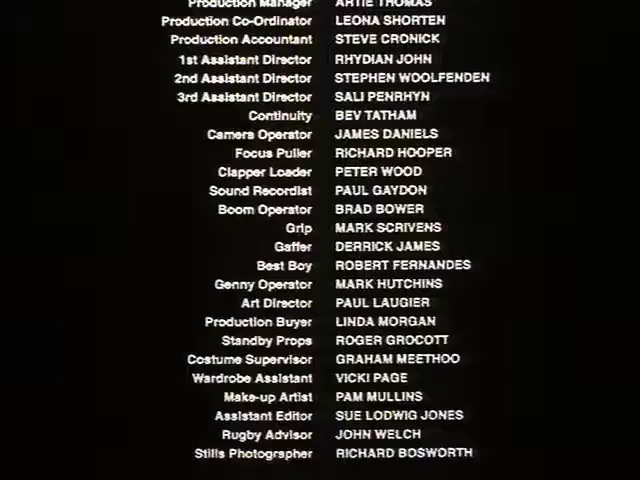 Production Manager ARTIE THOMAS
Production Co-Ordinator LEONA SHORTEN
Production Accountant STEVE CRONICK
1st Assistant Director RHYDIAN JOHN
2nd Assistant Director STEPHEN WOOLFENDEN
3rd Assistant Director SALI PENRHYN
Continuity BEV TATHAM
Camera Operator JAMES DANIELS
Focus Puller RICHARD HOOPER
Clapper Loader PETER WOOD
Sound Recordist PAUL GAYDON
Boom Operator BRAD BOWER
Grip MARK SCRIVENS
Gaffer DERRICK JAMES
Best Boy ROBERT FERNANDES
Genny Operator MARK HUTCHINS
Art Director PAUL LAUGIER
Production Buyer LINDA MORGAN
Standby Props ROGER GROCOTT
Costume Supervisor GRAHAM MEETHOO
Wardrobe Assistant VICKI PAGE
Make-up Artist PAM MULLINS
Assistant Editor SUE LODWIG JONES
Rugby Advisor JOHN WELCH
Stills Photographer RICHARD BOSWORTH